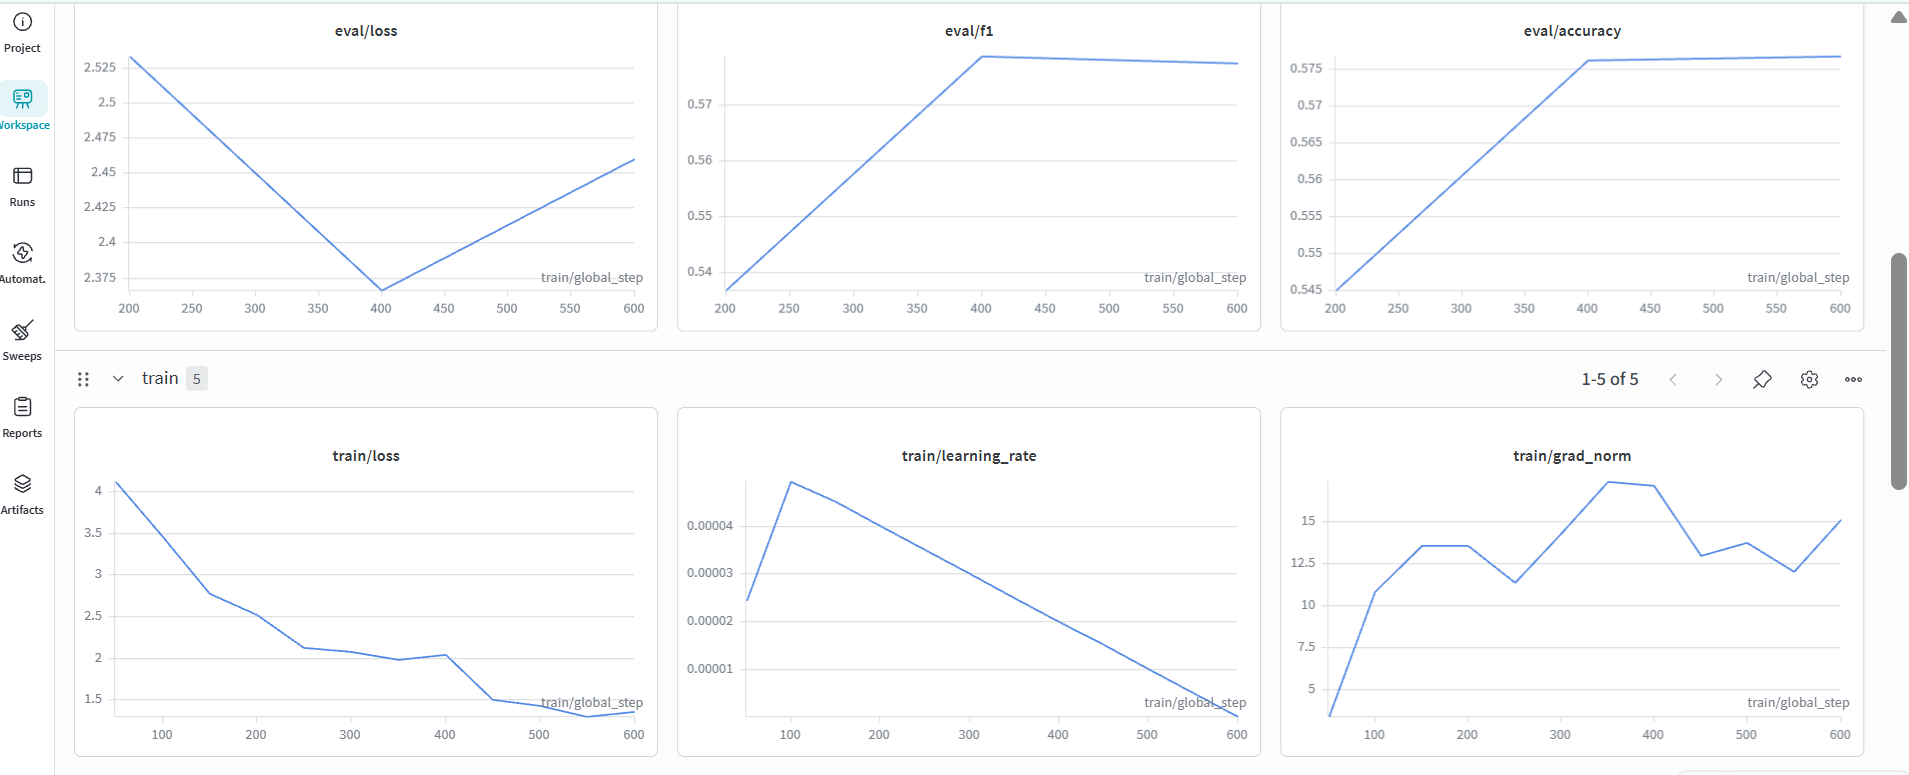 Project
Workspace
Runs
Automat.
Sweeps
Reports
Artifacts
eval/loss
2.525
2.5
2.475
2.45
2.425
2.4
2.375
train/global_step
200 250 300 350 400 450 500 550 600
eval/f1
0.57
0.56
0.55
0.54
train/global_step
200 250 300 350 400 450 500 550 600
eval/accuracy
0.575
0.57
0.565
0.56
0.555
0.55
0.545
train/global_step
200 250 300 350 400 450 500 550 600
train 5
1-5 of 5
train/loss
4
3.5
3
2.5
2
1.5
train/global_step
100 200 300 400 500 600
train/learning_rate
0.00004
0.00003
0.00002
0.00001
train/global_step
100 200 300 400 500 600
train/grad_norm
15
12.5
10
7.5
5
train/global_step
100 200 300 400 500 600